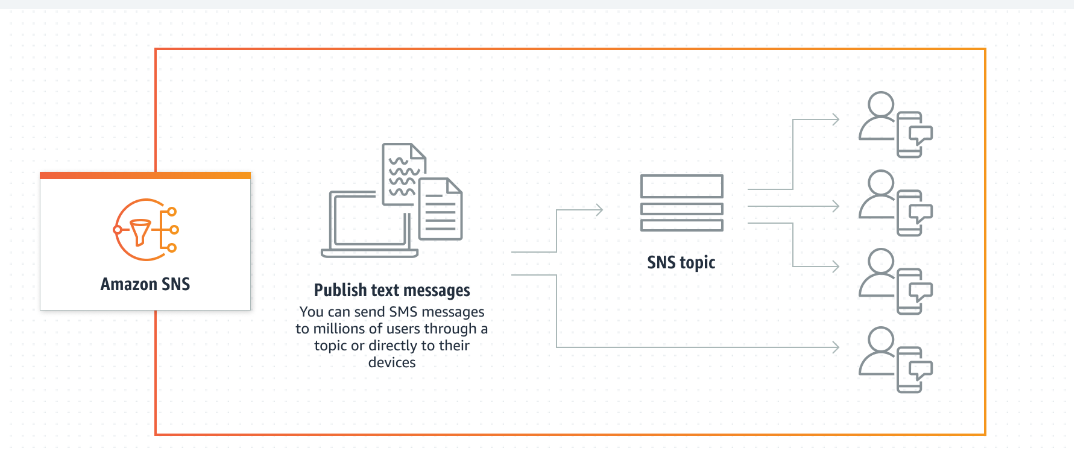 Amazon SNS
Publish text messages
You can send SMS messages
to millions of users through a
topic or directly to their
devices
SNS topic